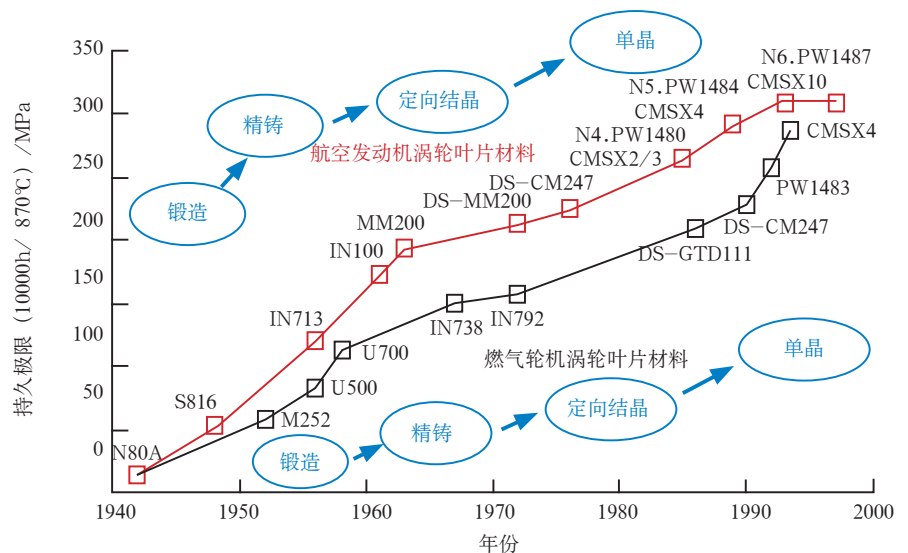 350
300
250
200
150
100
50
0
持久极限（10000h/ 870℃）/MPa
单晶
定向结晶
精铸
锻造
航空发动机涡轮叶片材料
N6.PW1487
CMSX10
N5.PW1484
CMSX4
N4.PW1480
CMSX2/3
DS-CM247
DS-MM200
MM200
IN100
IN713
S816
N80A
CMSX4
PW1483
DS-CM247
DS-GTD111
IN792
IN738
U700
U500
M252
燃气轮机涡轮叶片材料
单晶
定向结晶
精铸
锻造
1940
1950
1960
1970
1980
1990
2000
年份